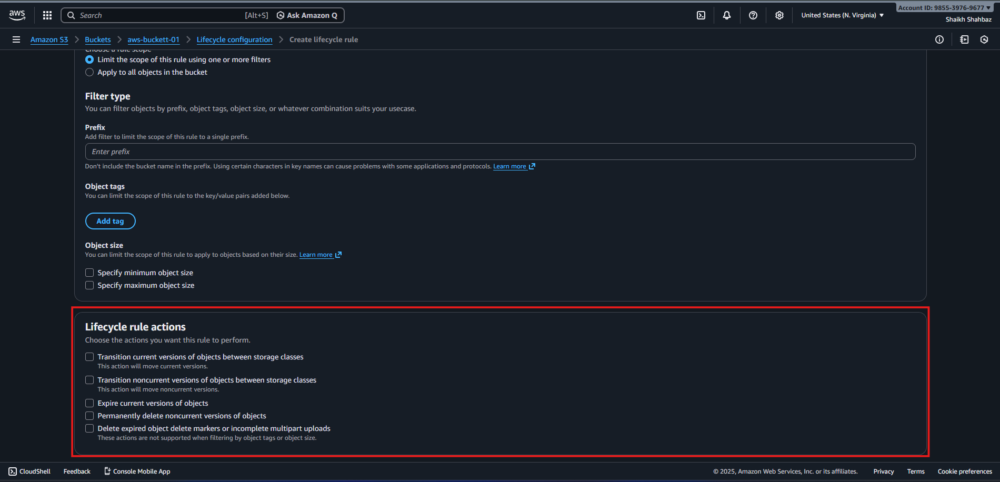 aws
Search [Alt+S] Ask Amazon Q
United States (N. Virginia)
Account ID: 9855-3976-9677
Shaikh Shahbaz
Amazon S3 Buckets aws-buckett-01 Lifecycle configuration Create lifecycle rule
Choose a rule scope
Limit the scope of this rule using one or more filters
Apply to all objects in the bucket
Filter type
You can filter objects by prefix, object tags, object size, or whatever combination suits your usecase.
Prefix
Add filter to limit the scope of this rule to a single prefix.
Enter prefix
Don't include the bucket name in the prefix. Using certain characters in key names can cause problems with some applications and protocols. Learn more
Object tags
You can limit the scope of this rule to the key/value pairs added below.
Add tag
Object size
You can limit the scope of this rule to apply to objects based on their size. Learn more
Specify minimum object size
Specify maximum object size
Lifecycle rule actions
Choose the actions you want this rule to perform.
Transition current versions of objects between storage classes
This action will move current versions.
Transition noncurrent versions of objects between storage classes
This action will move noncurrent versions.
Expire current versions of objects
Permanently delete noncurrent versions of objects
Delete expired object delete markers or incomplete multipart uploads
These actions are not supported when filtering by object tags or object size.
CloudShell Feedback Console Mobile App © 2025, Amazon Web Services, Inc. or its affiliates. Privacy Terms Cookie preferences